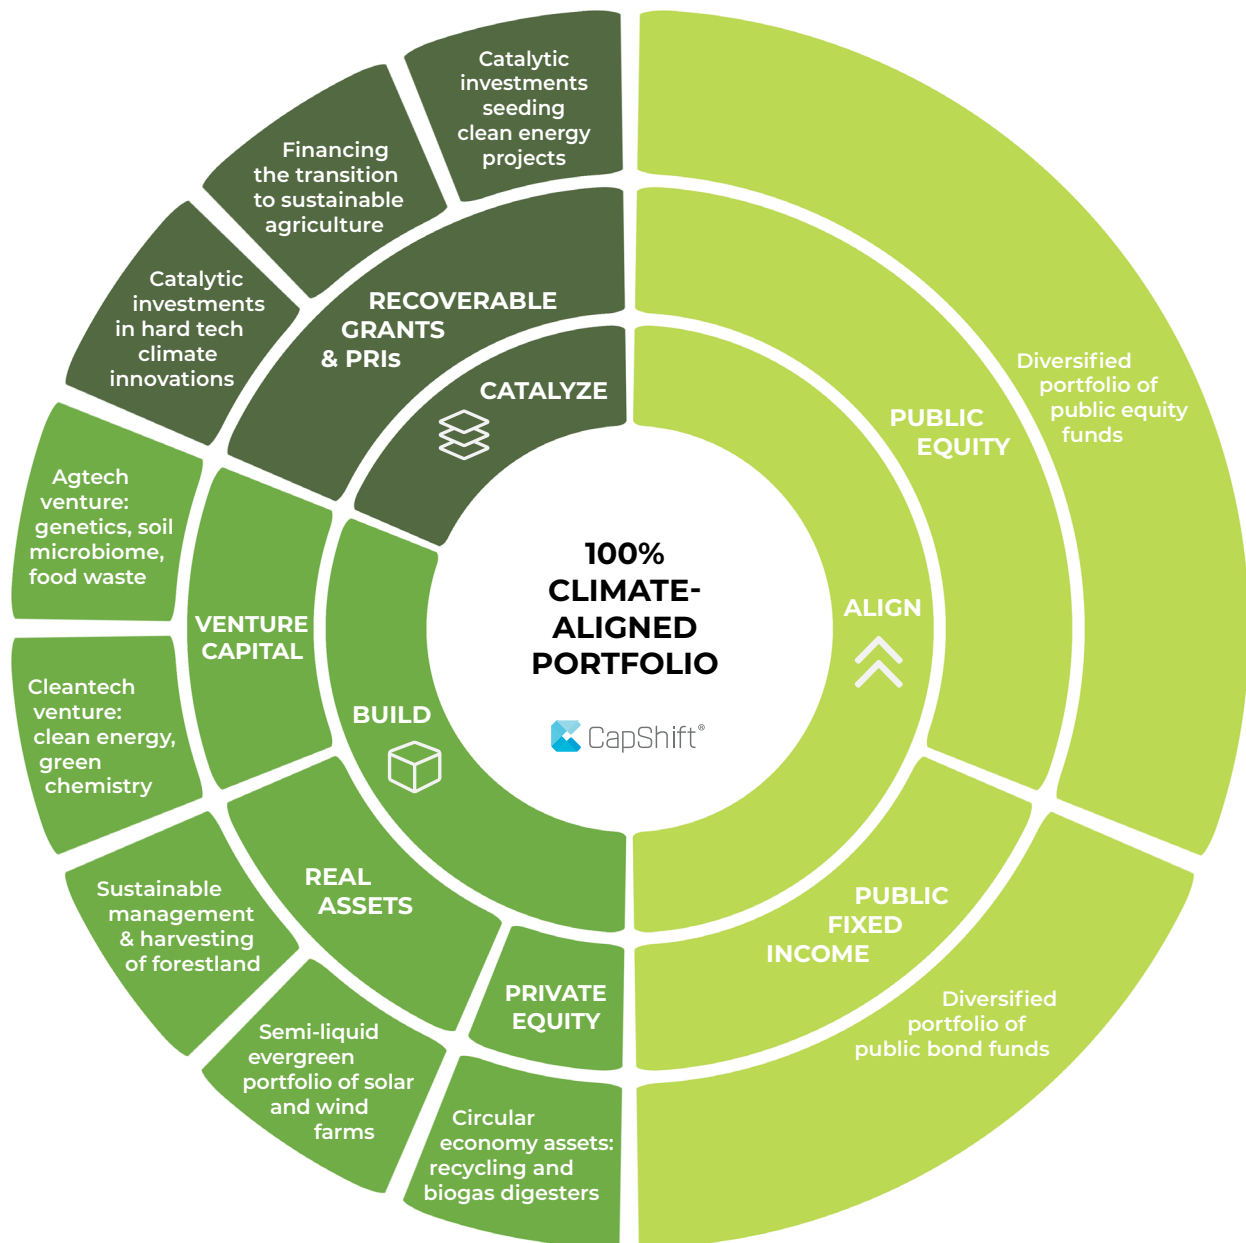 Catalytic
investments
seeding
clean energy
projects
Financing
the transition
to sustainable
agriculture
Catalytic
investments
in hard tech
climate
innovations
RECOVERABLE
GRANTS
& PRIs
CATALYZE
Agtech
venture:
genetics, soil
microbiome,
food waste
Cleantech
venture:
clean energy,
green
chemistry
VENTURE
CAPITAL
BUILD
Sustainable
management
& harvesting
of forestland
REAL
ASSETS
Semi-liquid
evergreen
portfolio of solar
and wind
farms
PRIVATE
EQUITY
Circular
economy assets:
recycling and
biogas digesters
100%
CLIMATE-
ALIGNED
PORTFOLIO
CapShift®
ALIGN
PUBLIC
EQUITY
Diversified
portfolio of
public equity
funds
PUBLIC
FIXED
INCOME
Diversified
portfolio of
public bond funds